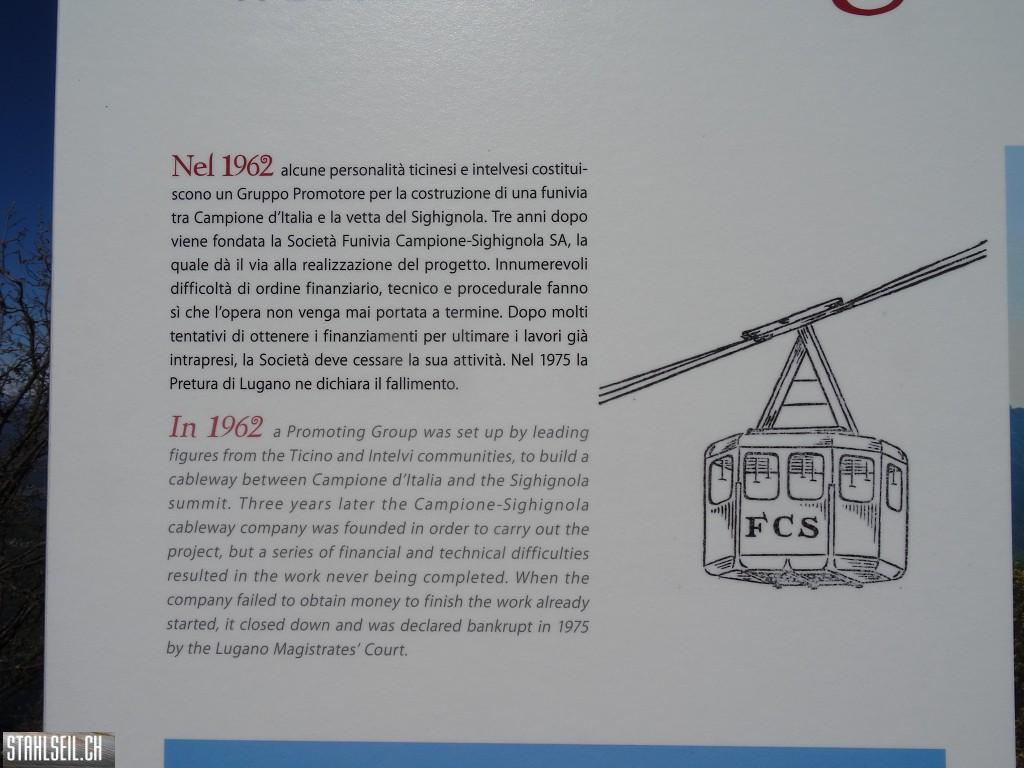 Nel 1962 alcune personalità ticinesi e intelvesi costitui-
scono un Gruppo Promotore per la costruzione di una funivia
tra Campione d'Italia e la vetta del Sighignola. Tre anni dopo
viene fondata la Società Funivia Campione-Sighignola SA, la
quale dà il via alla realizzazione del progetto. Innumerevoli
difficoltà di ordine finanziario, tecnico e procedurale fanno
sì che l'opera non venga mai portata a termine. Dopo molti
tentativi di ottenere i finanziamenti per ultimare i lavori già
intrapresi, la Società deve cessare la sua attività. Nel 1975 la
Pretura di Lugano ne dichiara il fallimento.
In 1962 a Promoting Group was set up by leading
figures from the Ticino and Intelvi communities, to build a
cableway between Campione d'Italia and the Sighignola
summit. Three years later the Campione-Sighignola
cableway company was founded in order to carry out the
project, but a series of financial and technical difficulties
resulted in the work never being completed. When the
company failed to obtain money to finish the work already
started, it closed down and was declared bankrupt in 1975
by the Lugano Magistrates' Court.
FCS
STAHLSEIL.CH